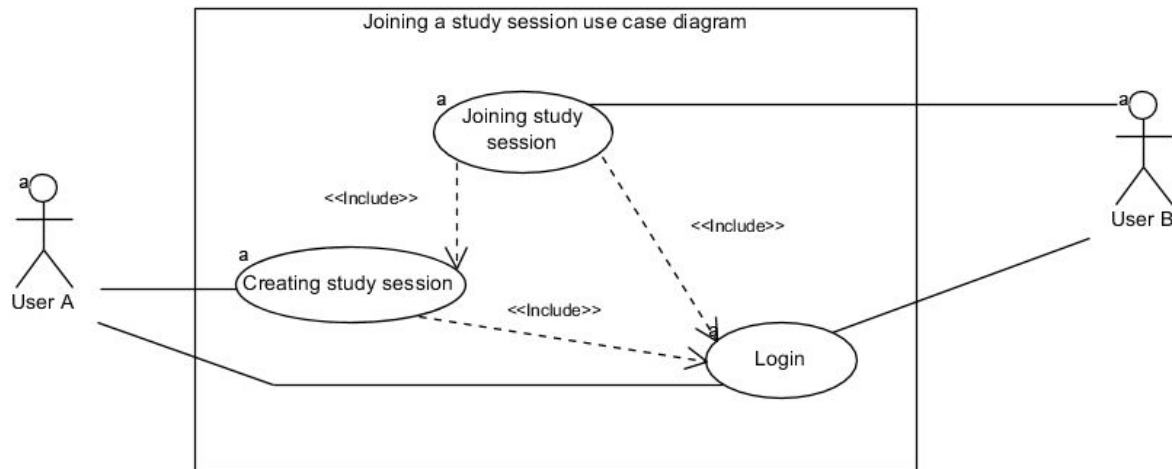 Joining a study session use case diagram
a
Joining study
session
a
User B
<<Include>>
<<Include>>
a
User A
a
Creating study session
<<Include>>
a
Login